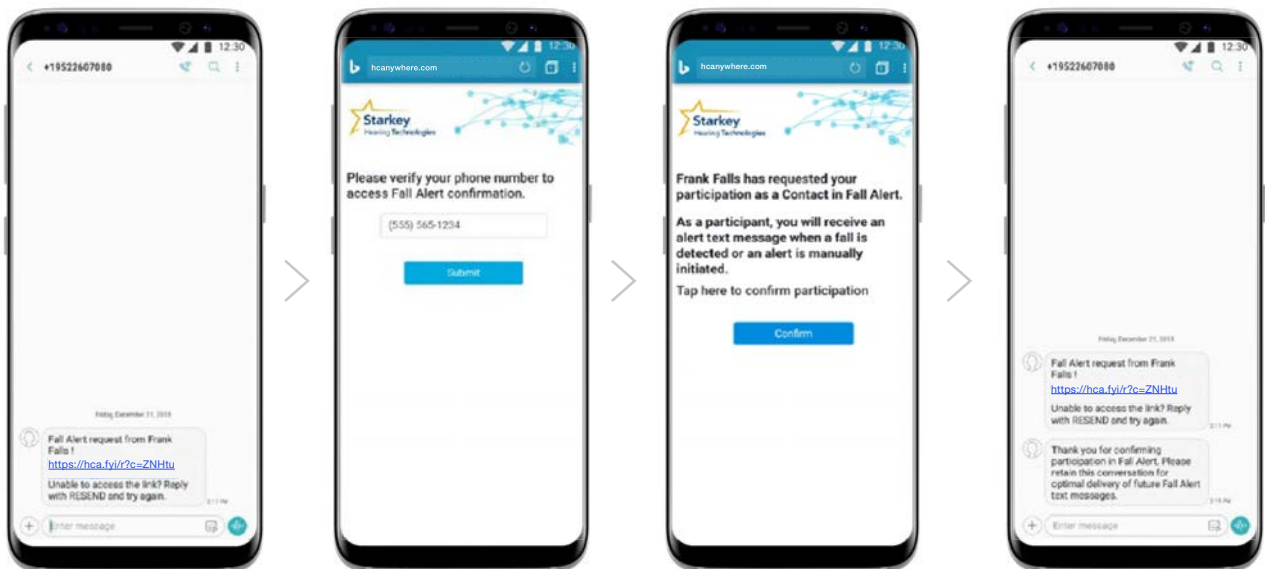 12:30
+19522607080
Friday, December 21, 2018
Fall Alert request from Frank
Falls !
https://hca.fyi/r?c=ZNHtu
Unable to access the link? Reply
with RESEND and try again.
2:11 PM
Enter message
12:30
hcanywhere.com
Starkey
Hearing Technologies
Please verify your phone number to
access Fall Alert confirmation.
(555) 565-1234
Submit
12:30
hcanywhere.com
Starkey
Hearing Technologies
Frank Falls has requested your
participation as a Contact in Fall Alert.
As a participant, you will receive an
alert text message when a fall is
detected or an alert is manually
initiated.
Tap here to confirm participation
Confirm
12:30
+19522607080
Friday, December 21, 2018
Fall Alert request from Frank
Falls !
https://hca.fyi/r?c=ZNHtu
Unable to access the link? Reply
with RESEND and try again.
2:11 PM
Thank you for confirming
participation in Fall Alert. Please
retain this conversation for
optimal delivery of future Fall Alert
text messages.
Enter message